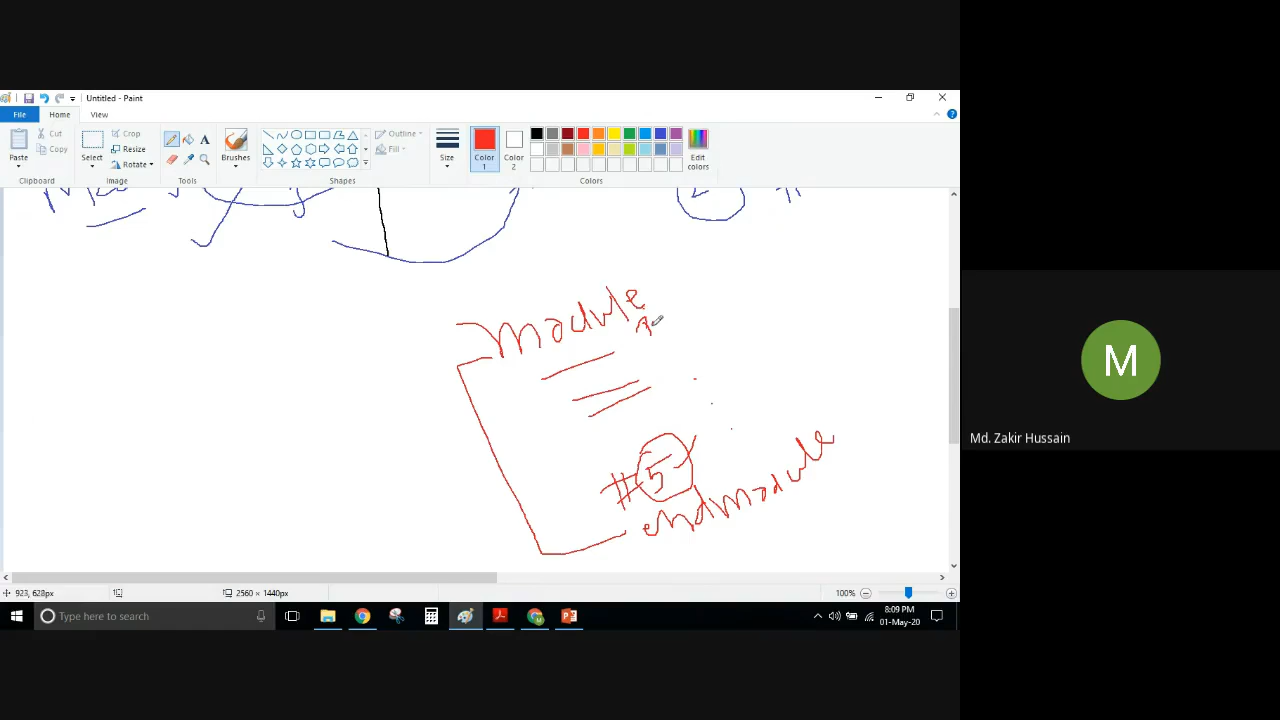 Untitled - Paint
File Home View
Cut
Copy
Paste
Clipboard
Crop
Resize
Rotate
Select
Image
Tools
Brushes
Outline
Fill
Shapes
Size
Color 1
Color 2
Edit colors
Colors
module
#5
endmodule
Md. Zakir Hussain
M
923, 628px
2560 × 1440px
100%
Type here to search
8:09 PM
01-May-20